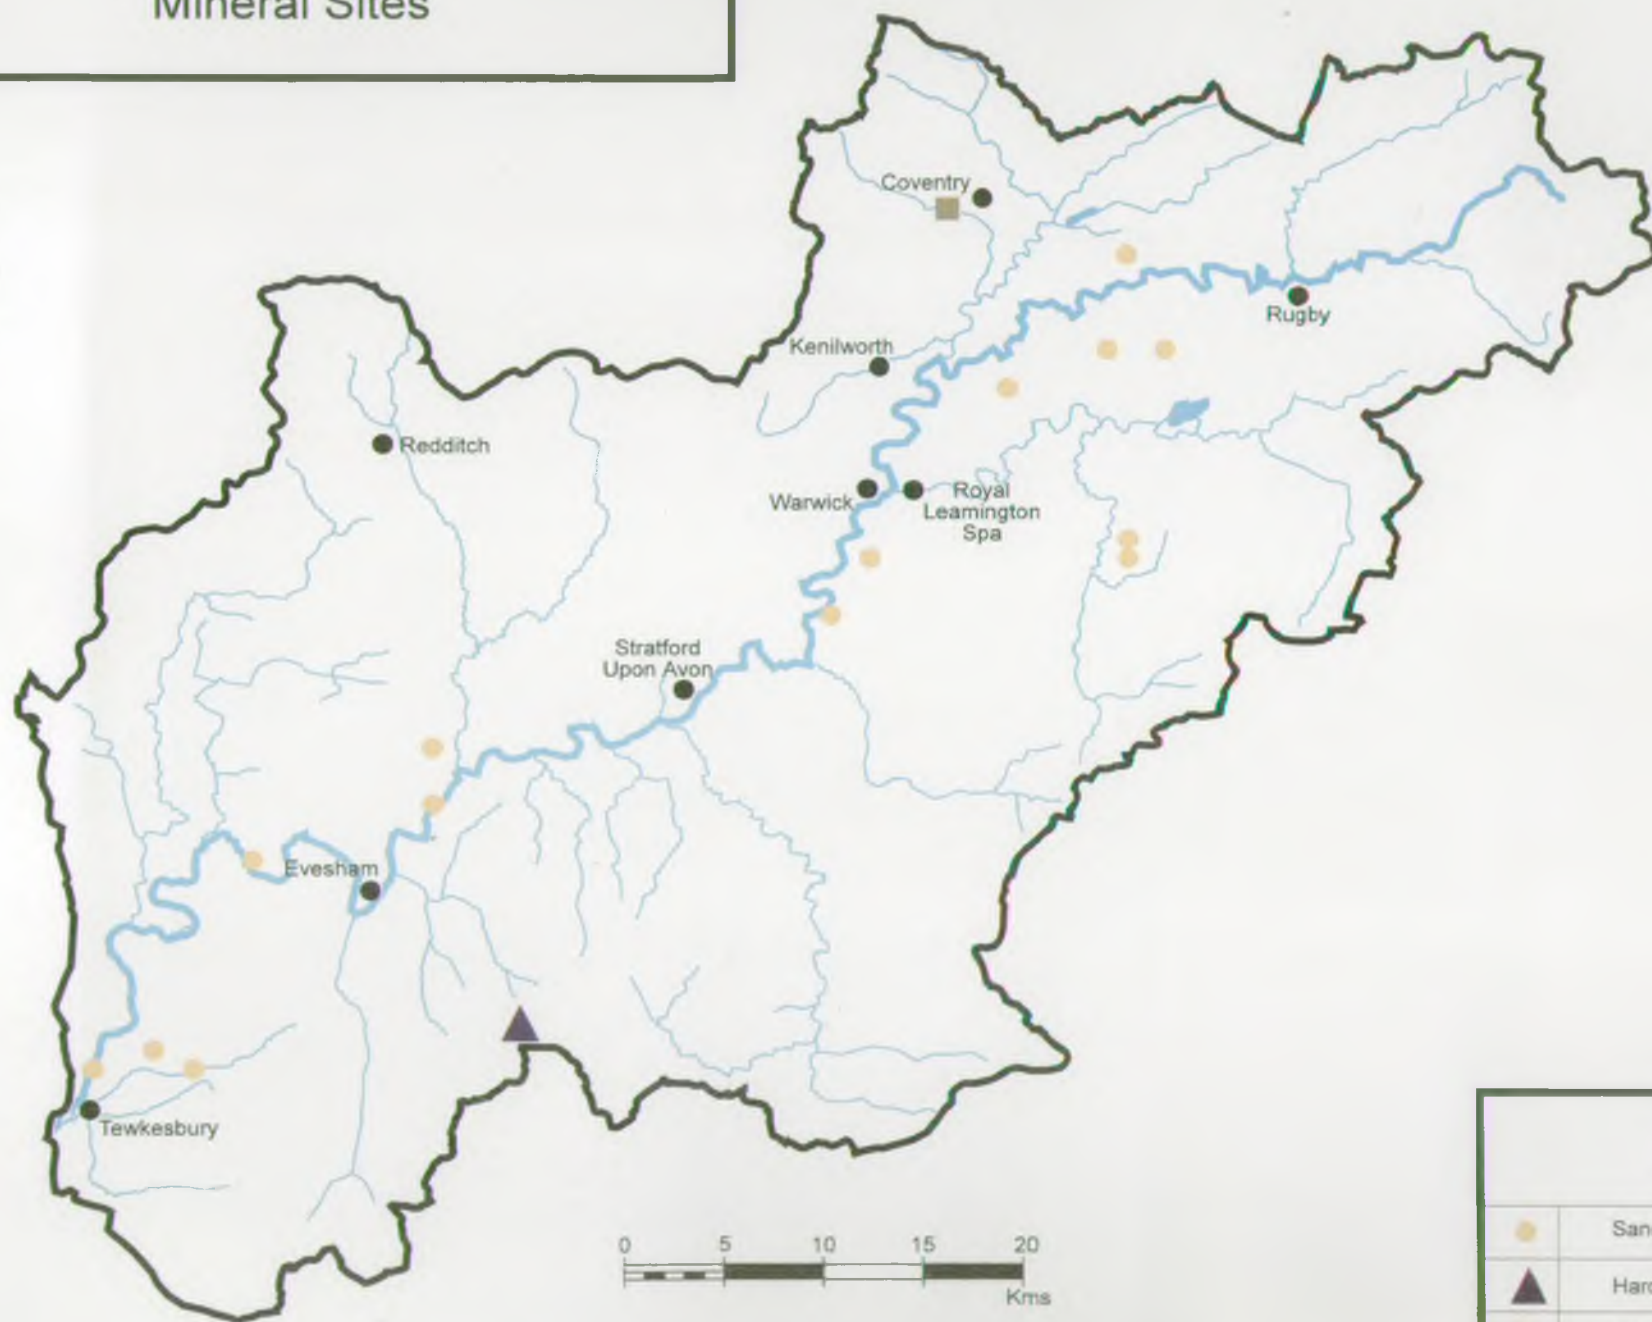 Mineral Sites
Coventry
Rugby
Kenilworth
Redditch
Warwick
Royal
Leamington
Spa
Stratford
Upon Avon
Evesham
Tewkesbury
0 5 10 15 20
Kms